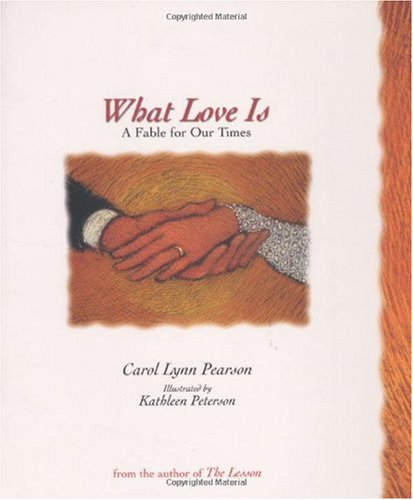 Copyrighted Material
What Love Is
A Fable for Our Times
Carol Lynn Pearson
Illustrated by
Kathleen Peterson
from the author of The Lesson
Copyrighted Material